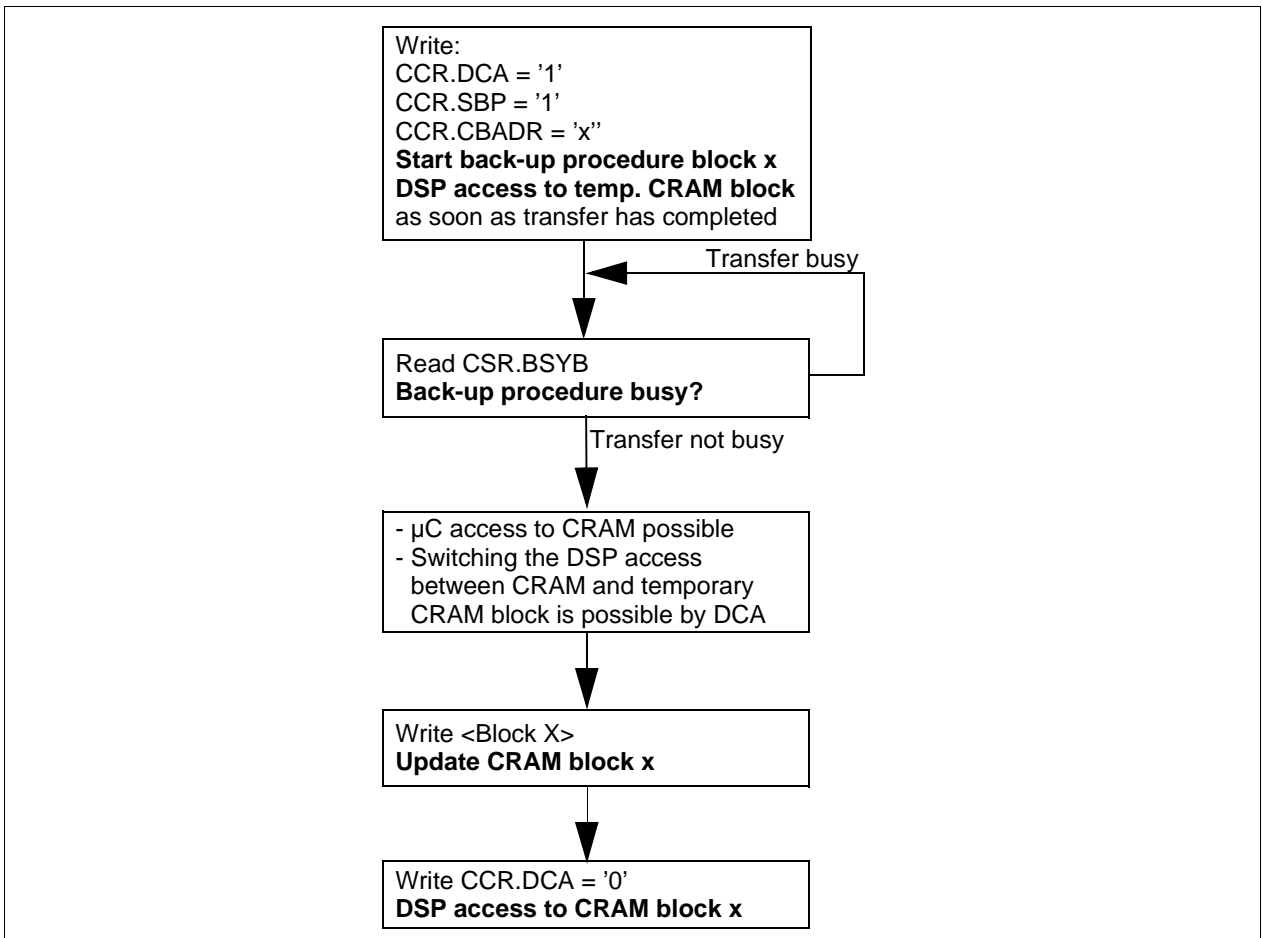 Write:
CCR.DCA = ’1’
CCR.SBP = ’1’
CCR.CBADR = ’x’’
Start back-up procedure block x
DSP access to temp. CRAM block
as soon as transfer has completed
Transfer busy
Read CSR.BSYB
Back-up procedure busy?
Transfer not busy
- µC access to CRAM possible
- Switching the DSP access
between CRAM and temporary
CRAM block is possible by DCA
Write <Block X>
Update CRAM block x
Write CCR.DCA = ’0’
DSP access to CRAM block x